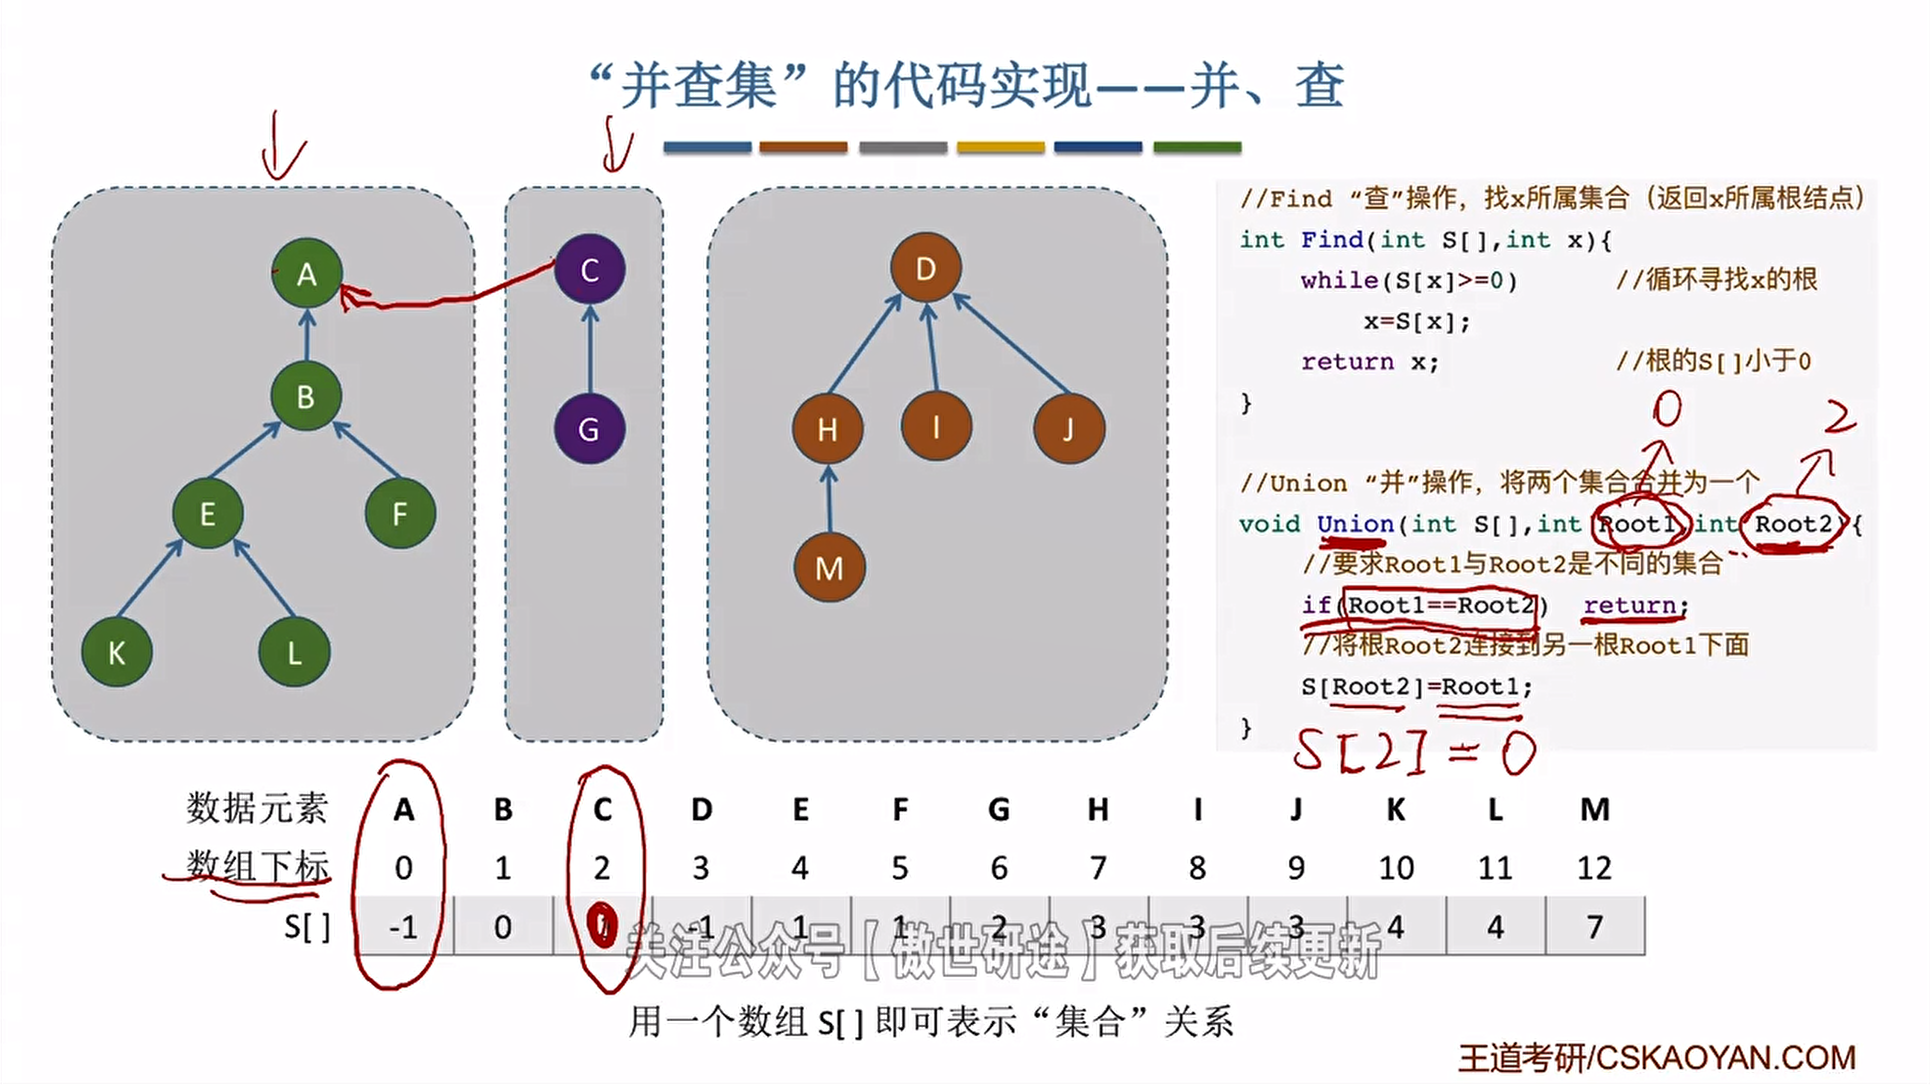 “并查集”的代码实现——并、查
A
B
E
F
K
L
C
G
D
H
I
J
M
//Find “查”操作，找x所属集合（返回x所属根结点）
int Find(int S[],int x){
while(S[x]>=0) //循环寻找x的根
x=S[x];
return x; //根的S[]小于0
}
0 2
//Union “并”操作，将两个集合合并为一个
void Union(int S[],int Root1,int Root2){
//要求Root1与Root2是不同的集合
if(Root1==Root2) return;
//将根Root2连接到另一根Root1下面
S[Root2]=Root1;
}
S[2]=0
数据元素 A B C D E F G H I J K L M
数组下标 0 1 2 3 4 5 6 7 8 9 10 11 12
S[ ] -1 0 0 -1 1 1 2 3 3 3 4 4 7
关注公众号【傲世研途】获取后续更新
用一个数组 S[ ] 即可表示“集合”关系
王道考研/CSKAOYAN.COM